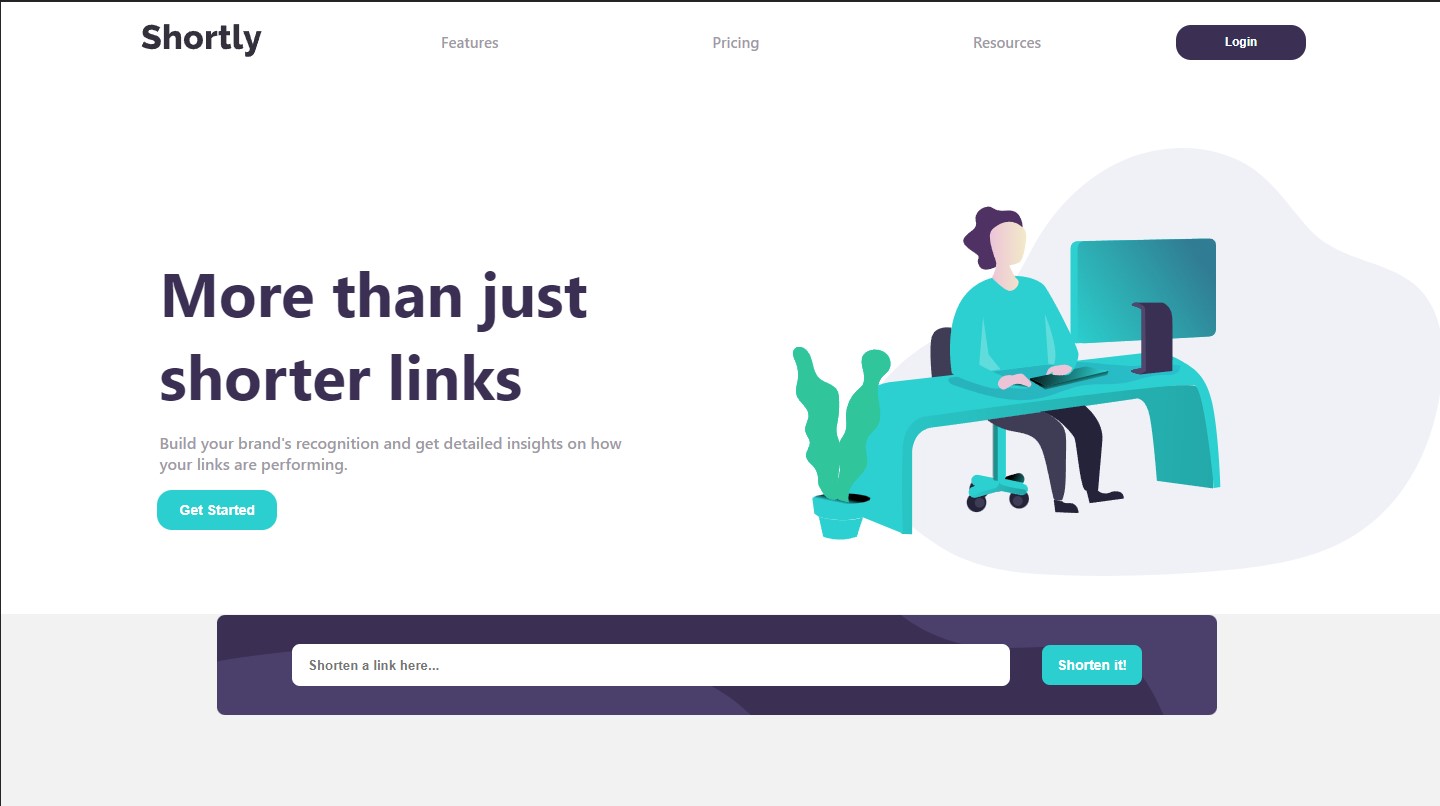 Shortly
Features
Pricing
Resources
Login
More than just
shorter links
Build your brand's recognition and get detailed insights on how
your links are performing.
Get Started
Shorten a link here...
Shorten it!